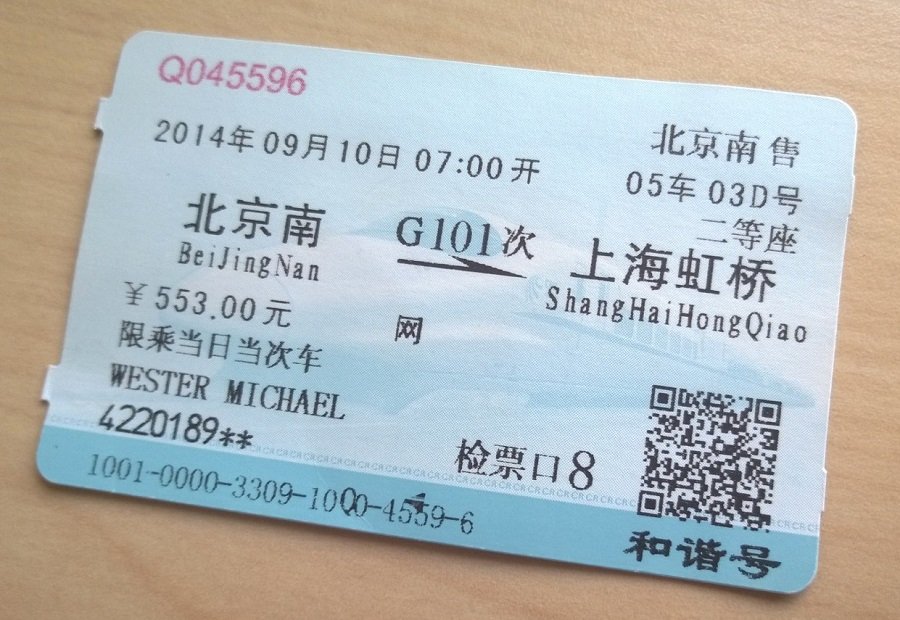 Q045596
北京南 售
2014年09月10日 07:00 开
05车 03D号
二等座
北京南 G101次 上海虹桥
BeiJingNan ShangHaiHongQiao
¥ 553.00元
网
限乘当日当次车
WESTER MICHAEL
4220189**
检票口8
1001-0000-3309-1000-4559-6
和谐号